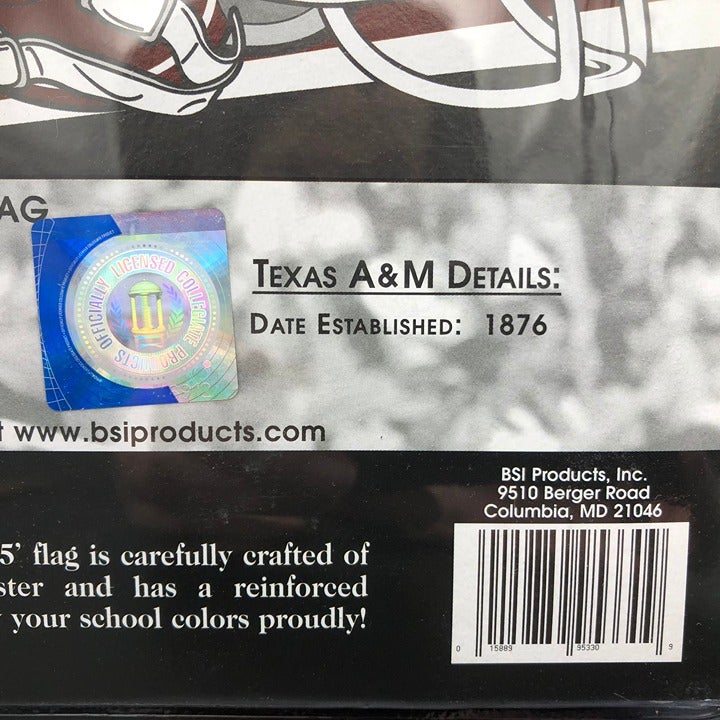 AG
OFFICIALLY LICENSED COLLEGIATE PRODUCTS
TEXAS A&M DETAILS:
DATE ESTABLISHED: 1876
www.bsiproducts.com
BSI Products, Inc.
9510 Berger Road
Columbia, MD 21046
5' flag is carefully crafted of
ster and has a reinforced
your school colors proudly!
0 15889 95330 9